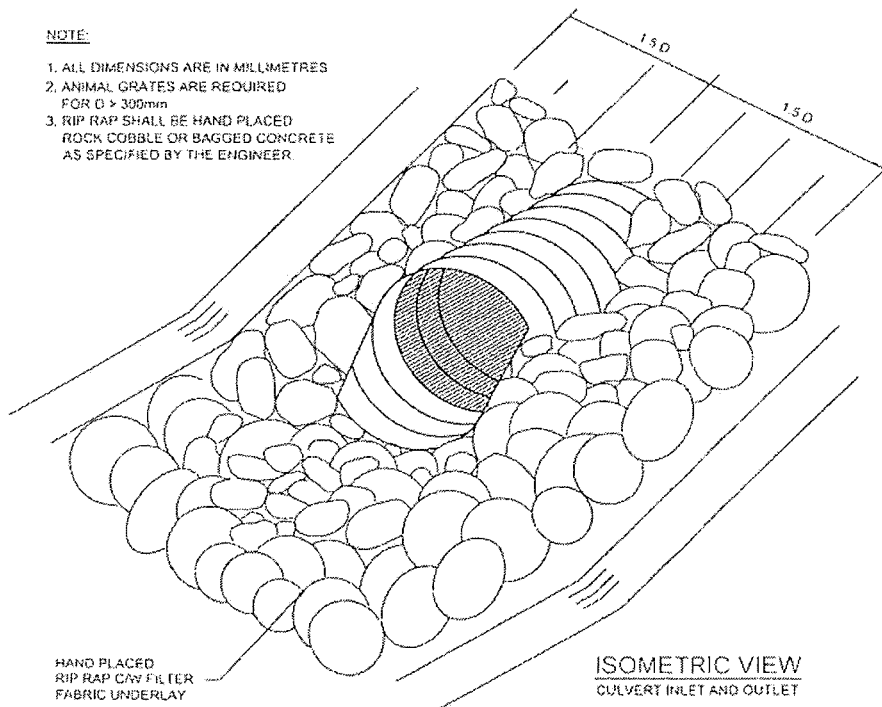 NOTE:
1. ALL DIMENSIONS ARE IN MILLIMETRES
2. ANIMAL GRATES ARE REQUIRED
FOR D > 300mm
3. RIP RAP SHALL BE HAND PLACED
ROCK COBBLE OR BAGGED CONCRETE
AS SPECIFIED BY THE ENGINEER
1.5 D
1.5 D
HAND PLACED
RIP RAP C/W FILTER
FABRIC UNDERLAY
ISOMETRIC VIEW
CULVERT INLET AND OUTLET